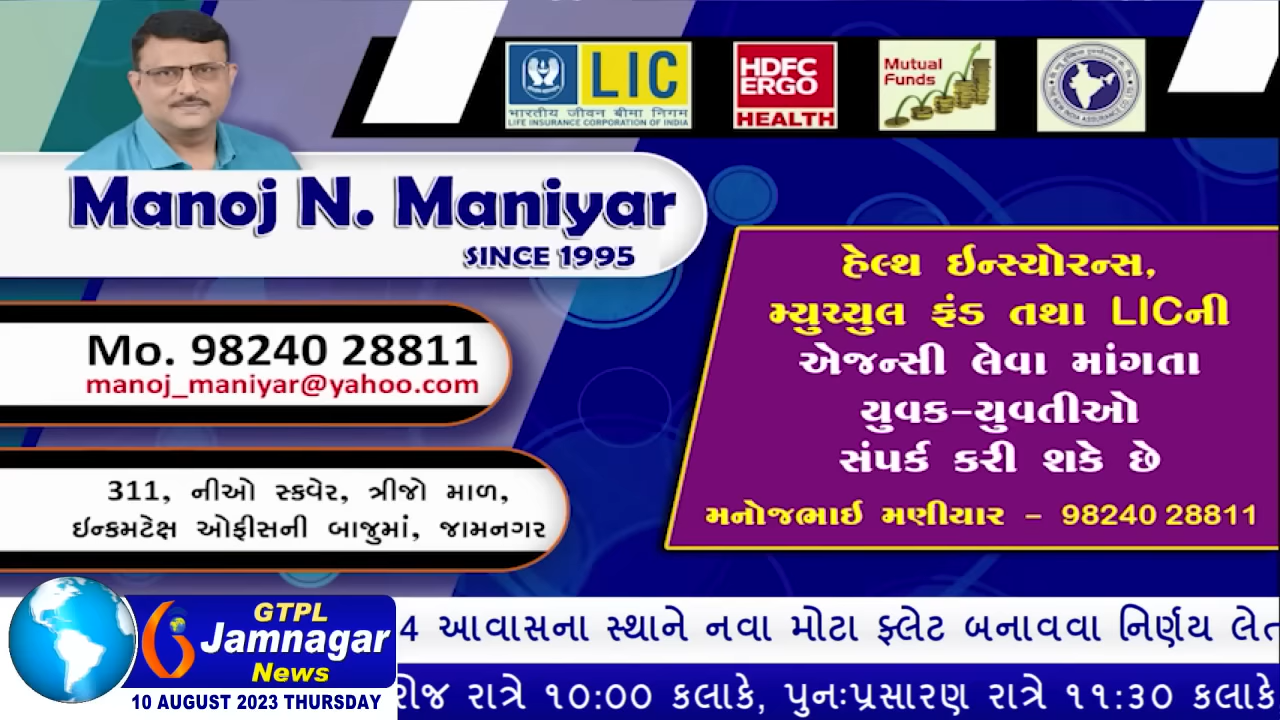 LIC
भारतीय जीवन बीमा निगम
LIFE INSURANCE CORPORATION OF INDIA
HDFC
ERGO
HEALTH
Mutual
Funds
Manoj N. Maniyar
SINCE 1995
Mo. 98240 28811
manoj_maniyar@yahoo.com
311, નીઓ સ્કવેર, ત્રીજો માળ,
ઇન્કમટેક્ષ ઓફીસની બાજુમાં, જામનગર
હેલ્થ ઇન્સ્યોરન્સ,
મ્યુચ્યુલ ફંડ તથા LICની
એજન્સી લેવા માંગતા
યુવક-યુવતીઓ
સંપર્ક કરી શકે છે
મનોજભાઇ મણીયાર - 98240 28811
GTPL
Jamnagar
News
10 AUGUST 2023 THURSDAY
4 આવાસના સ્થાને નવા મોટા ફ્લેટ બનાવવા નિર્ણય લેત
રોજ રાત્રે ૧૦:૦૦ કલાકે, પુનઃપ્રસારણ રાત્રે ૧૧:૩૦ કલાકે